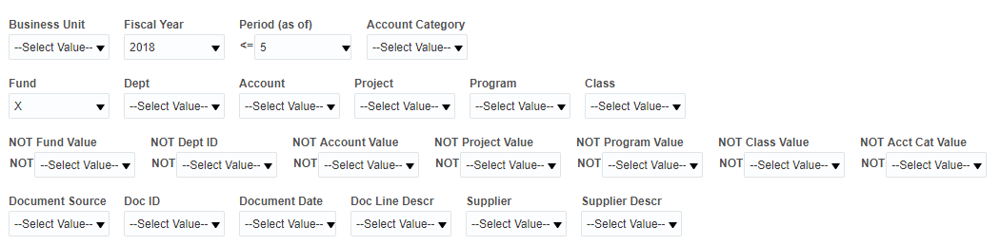 Business Unit Fiscal Year Period (as of) Account Category
--Select Value-- 2018 <= 5 --Select Value--
Fund Dept Account Project Program Class
X --Select Value-- --Select Value-- --Select Value-- --Select Value-- --Select Value--
NOT Fund Value NOT Dept ID NOT Account Value NOT Project Value NOT Program Value NOT Class Value NOT Acct Cat Value
NOT --Select Value-- NOT --Select Value-- NOT --Select Value-- NOT --Select Value-- NOT --Select Value-- NOT --Select Value-- NOT --Select Value--
Document Source Doc ID Document Date Doc Line Descr Supplier Supplier Descr
--Select Value-- --Select Value-- --Select Value-- --Select Value-- --Select Value-- --Select Value--